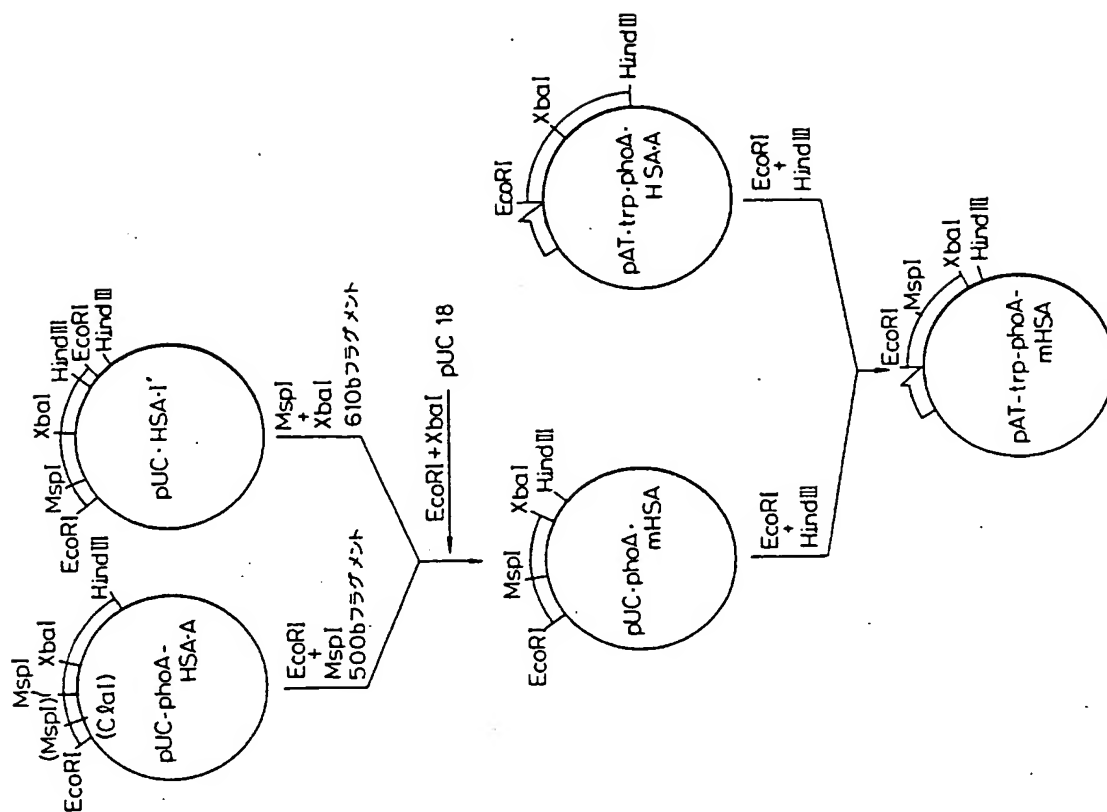 EcoRI
(MspI)
MspI
XbaI
HindIII
(ClaI)
pUC-phoA-
HSA-A
EcoRI
MspI
XbaI
HindIII
EcoRI
HindIII
pUC・HSA・I'
EcoRI
+
MspI
500bフラグメント
MspI
+
XbaI
610bフラグメント
EcoRI+XbaI
pUC 18
EcoRI
MspI
XbaI
HindIII
pUC・phoA・
mHSA
EcoRI
XbaI
HindIII
pAT・trp・phoA・
HSA・A
EcoRI
+
HindIII
EcoRI
+
HindIII
EcoRI
MspI
XbaI
HindIII
pAT-trp-phoA-
mHSA